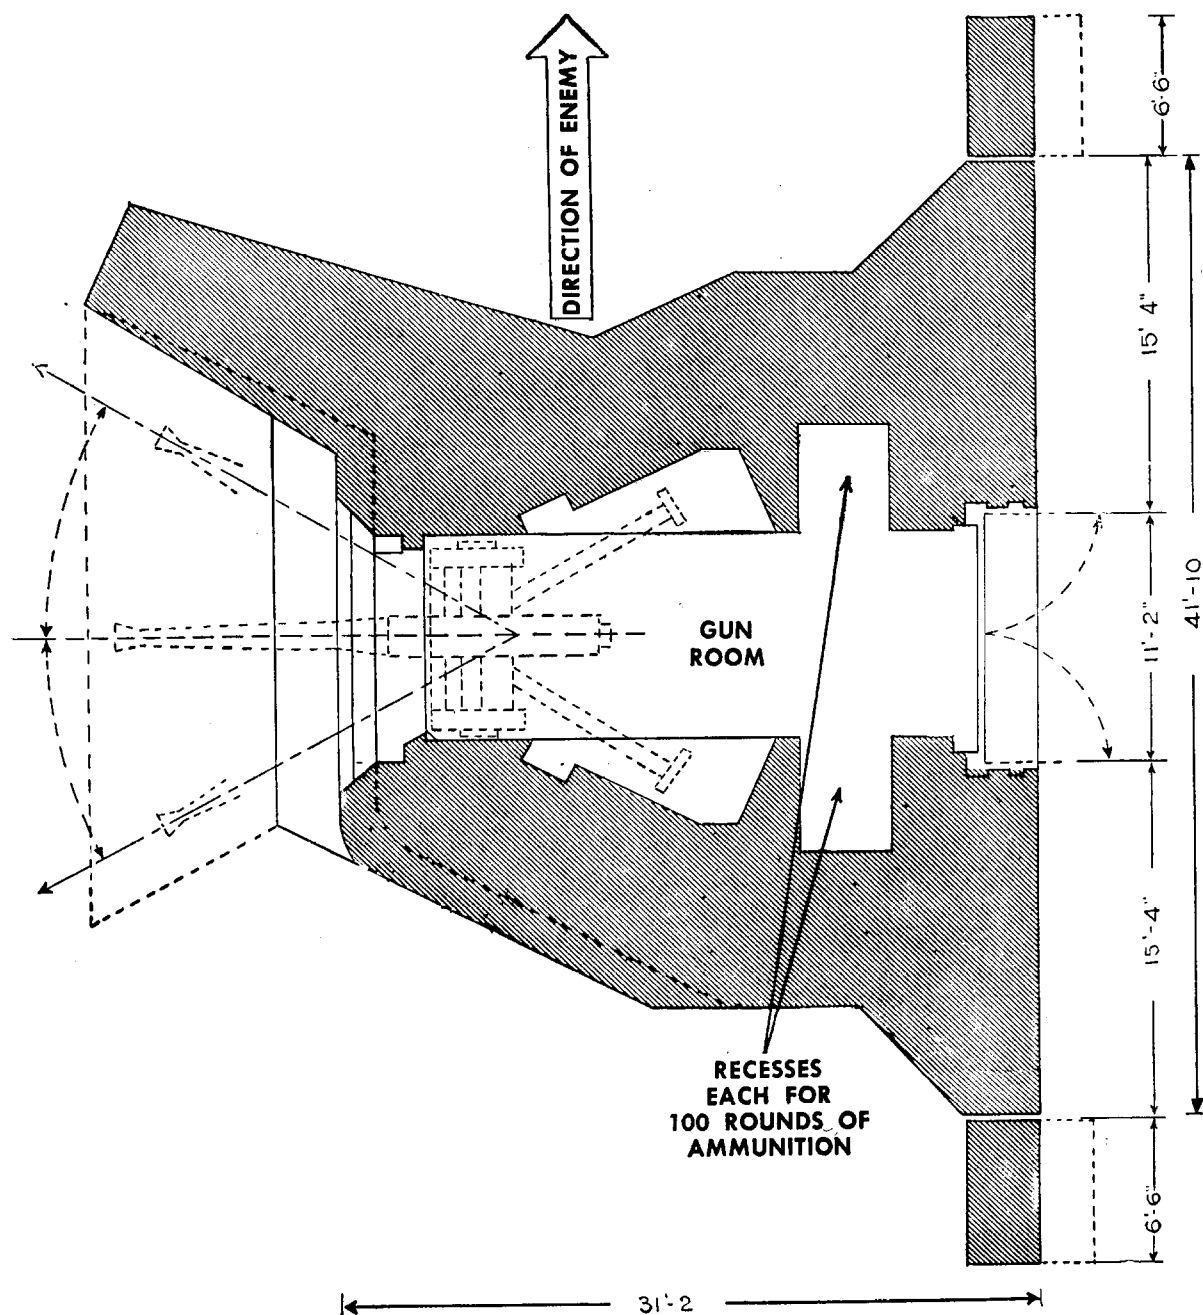 DIRECTION OF ENEMY
6'-6"
15' 4"
11'-2"
41'-10
15'-4"
6'-6"
GUN
ROOM
RECESSES
EACH FOR
100 ROUNDS OF
AMMUNITION
31'-2